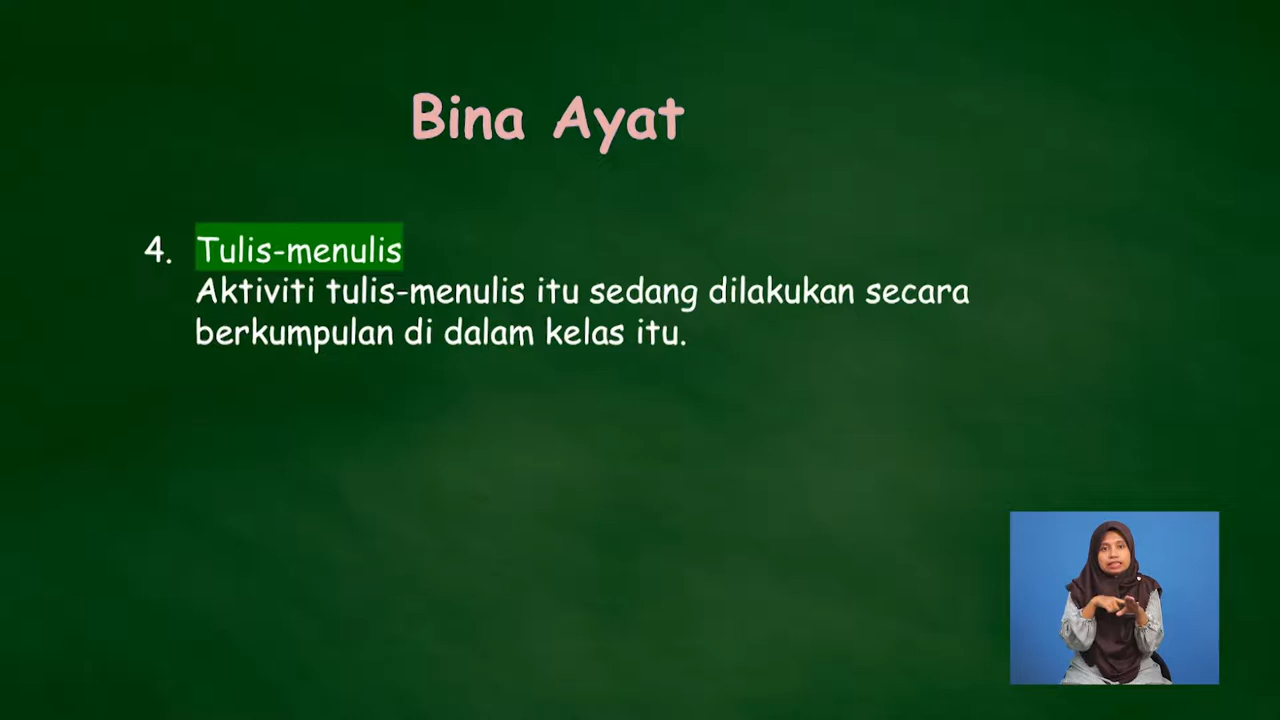 Bina Ayat
4. Tulis-menulis
Aktiviti tulis-menulis itu sedang dilakukan secara
berkumpulan di dalam kelas itu.